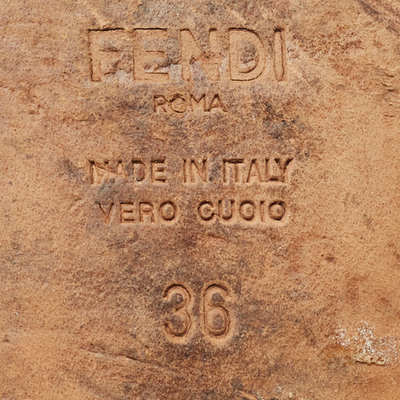 FENDI
ROMA
MADE IN ITALY
VERO CUOIO
36